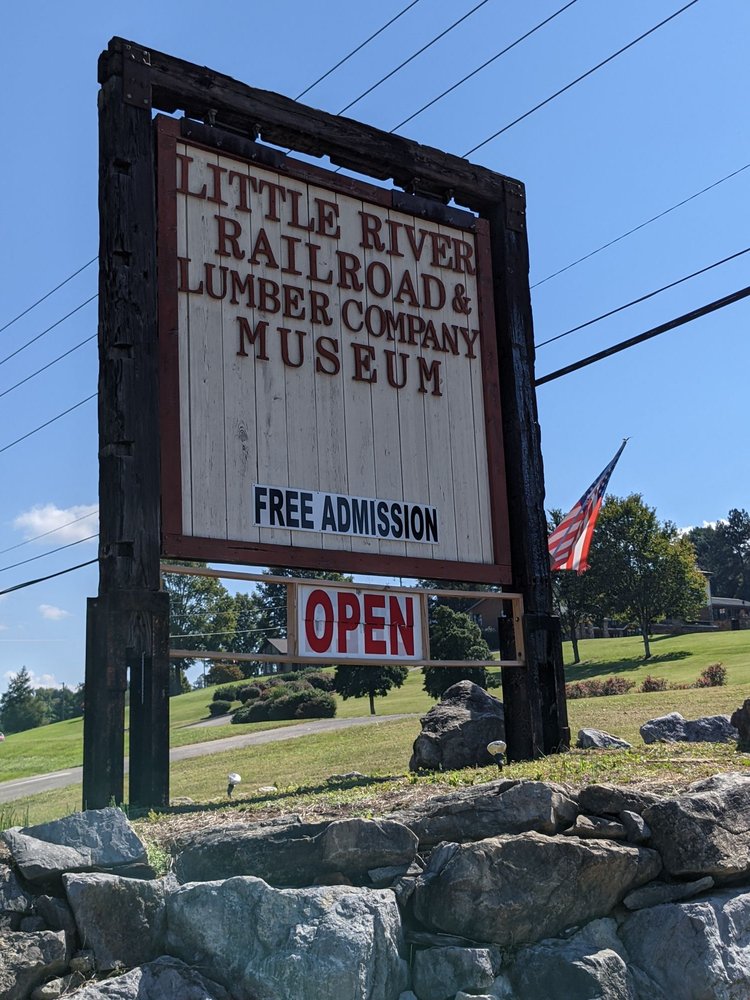 LITTLE RIVER
RAILROAD &
LUMBER COMPANY
MUSEUM
FREE ADMISSION
OPEN